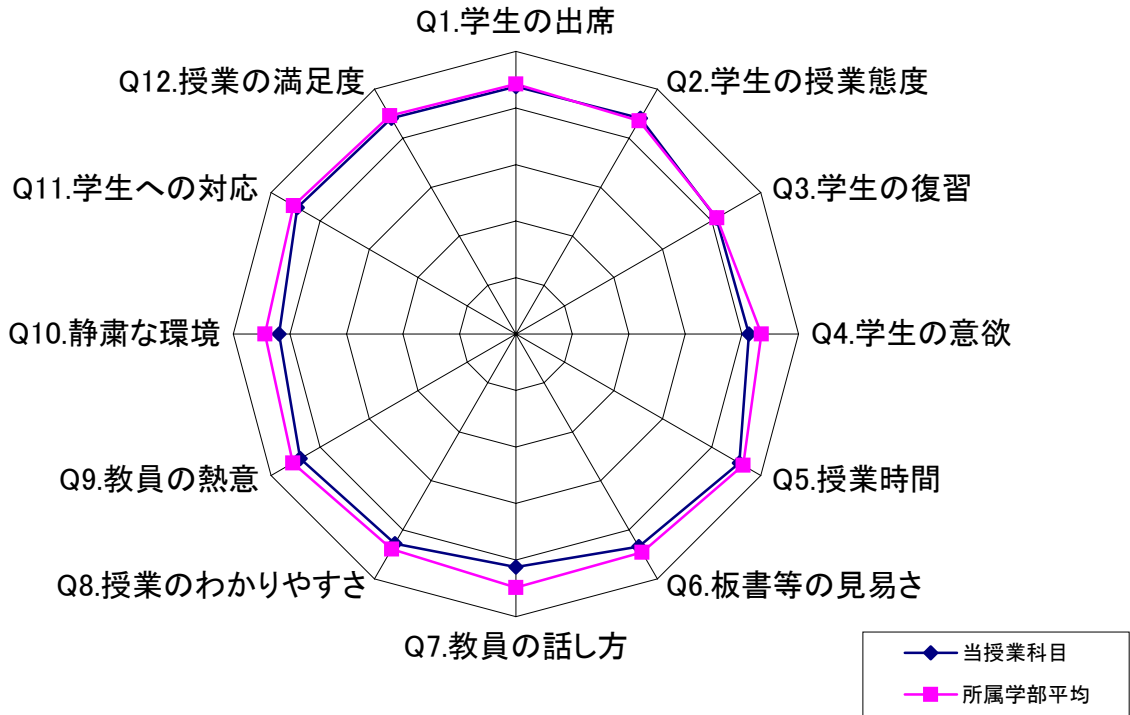 Q1.学生の出席
Q2.学生の授業態度
Q3.学生の復習
Q4.学生の意欲
Q5.授業時間
Q6.板書等の見易さ
Q7.教員の話し方
Q8.授業のわかりやすさ
Q9.教員の熱意
Q10.静粛な環境
Q11.学生への対応
Q12.授業の満足度
当授業科目
所属学部平均